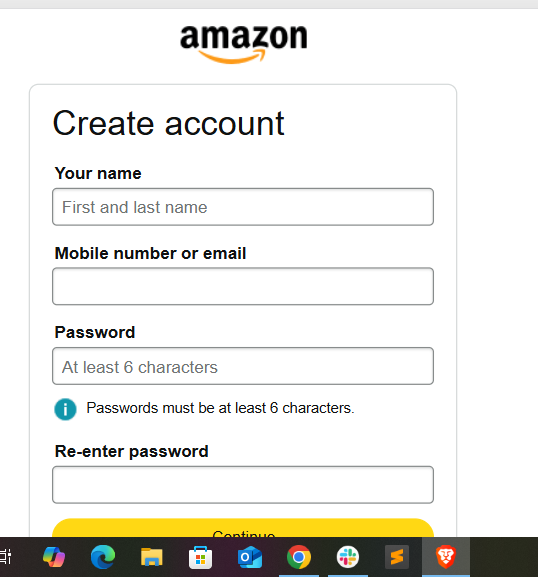 amazon
Create account
Your name
First and last name
Mobile number or email
Password
At least 6 characters
i Passwords must be at least 6 characters.
Re-enter password
Continue